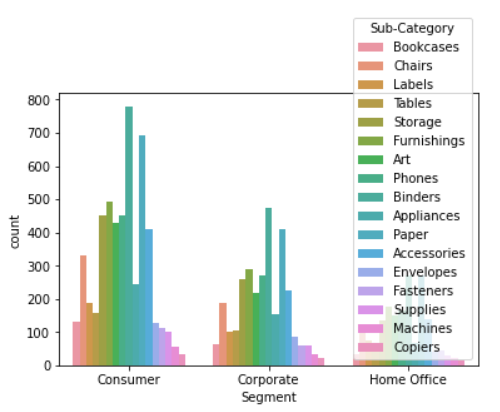 Sub-Category
Bookcases
Chairs
Labels
Tables
Storage
Furnishings
Art
Phones
Binders
Appliances
Paper
Accessories
Envelopes
Fasteners
Supplies
Machines
Copiers
800
700
600
500
400
300
200
100
0
count
Consumer
Corporate
Home Office
Segment